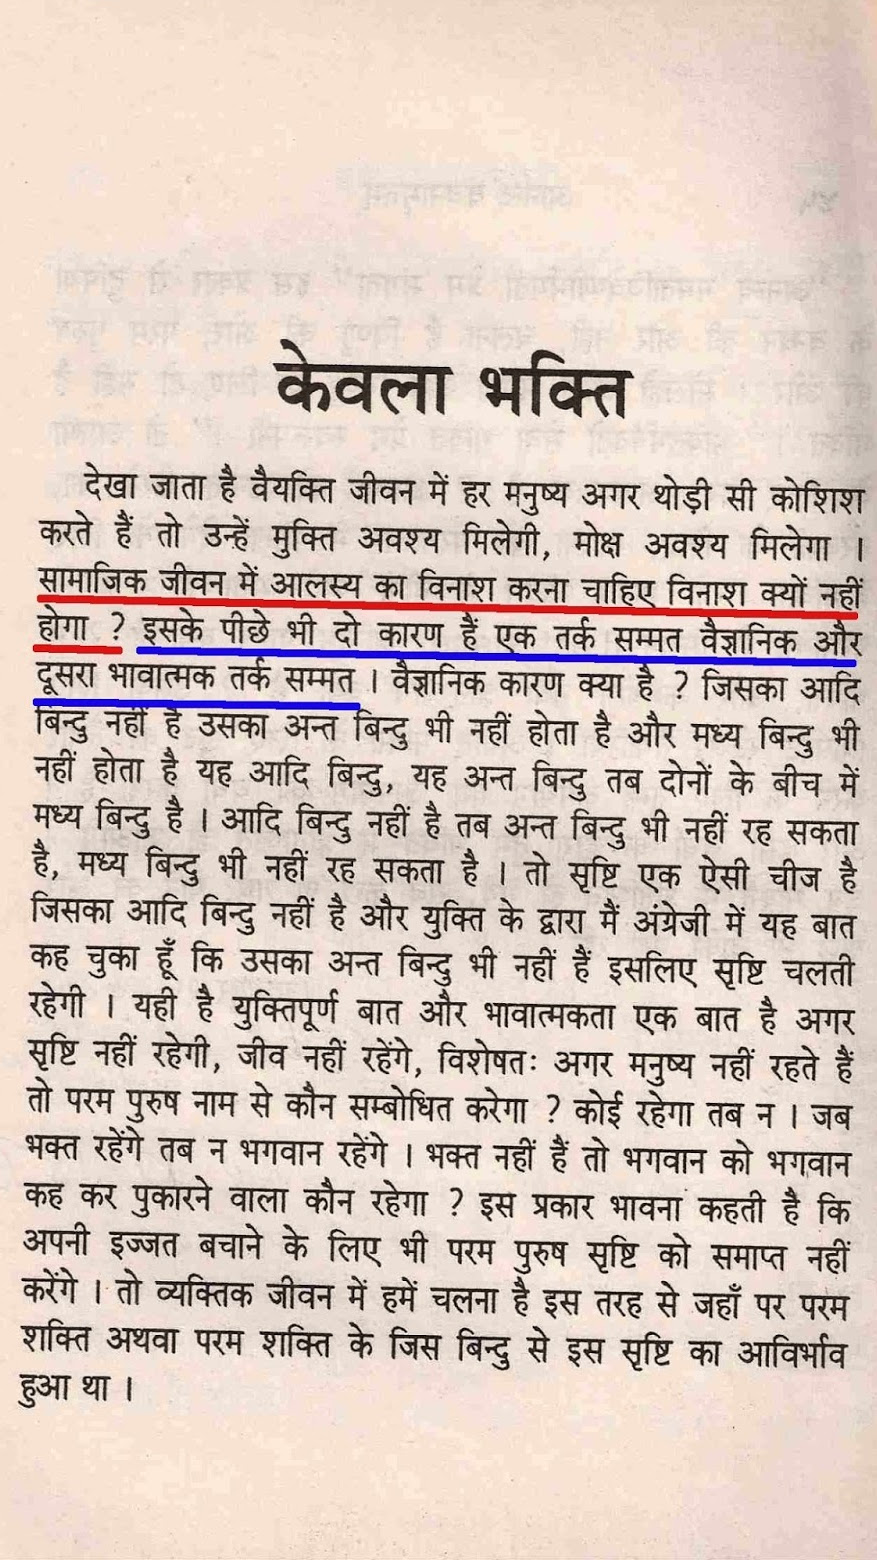 केवला भक्ति
देखा जाता है वैयक्ति जीवन में हर मनुष्य अगर थोड़ी सी कोशिश
करते हैं तो उन्हें मुक्ति अवश्य मिलेगी, मोक्ष अवश्य मिलेगा ।
सामाजिक जीवन में आलस्य का विनाश करना चाहिए विनाश क्यों नहीं
होगा ? इसके पीछे भी दो कारण हैं एक तर्क सम्मत वैज्ञानिक और
दूसरा भावात्मक तर्क सम्मत । वैज्ञानिक कारण क्या है ? जिसका आदि
बिन्दु नहीं है उसका अन्त बिन्दु भी नहीं होता है और मध्य बिन्दु भी
नहीं होता है यह आदि बिन्दु, यह अन्त बिन्दु तब दोनों के बीच में
मध्य बिन्दु है । आदि बिन्दु नहीं है तब अन्त बिन्दु भी नहीं रह सकता
है, मध्य बिन्दु भी नहीं रह सकता है । तो सृष्टि एक ऐसी चीज है
जिसका आदि बिन्दु नहीं है और युक्ति के द्वारा मैं अंग्रेजी में यह बात
कह चुका हूँ कि उसका अन्त बिन्दु भी नहीं हैं इसलिए सृष्टि चलती
रहेगी । यही है युक्तिपूर्ण बात और भावात्मकता एक बात है अगर
सृष्टि नहीं रहेगी, जीव नहीं रहेंगे, विशेषतः अगर मनुष्य नहीं रहते हैं
तो परम पुरुष नाम से कौन सम्बोधित करेगा ? कोई रहेगा तब न । जब
भक्त रहेंगे तब न भगवान रहेंगे । भक्त नहीं हैं तो भगवान को भगवान
कह कर पुकारने वाला कौन रहेगा ? इस प्रकार भावना कहती है कि
अपनी इज्जत बचाने के लिए भी परम पुरुष सृष्टि को समाप्त नहीं
करेंगे । तो व्यक्तिक जीवन में हमें चलना है इस तरह से जहाँ पर परम
शक्ति अथवा परम शक्ति के जिस बिन्दु से इस सृष्टि का आविर्भाव
हुआ था ।